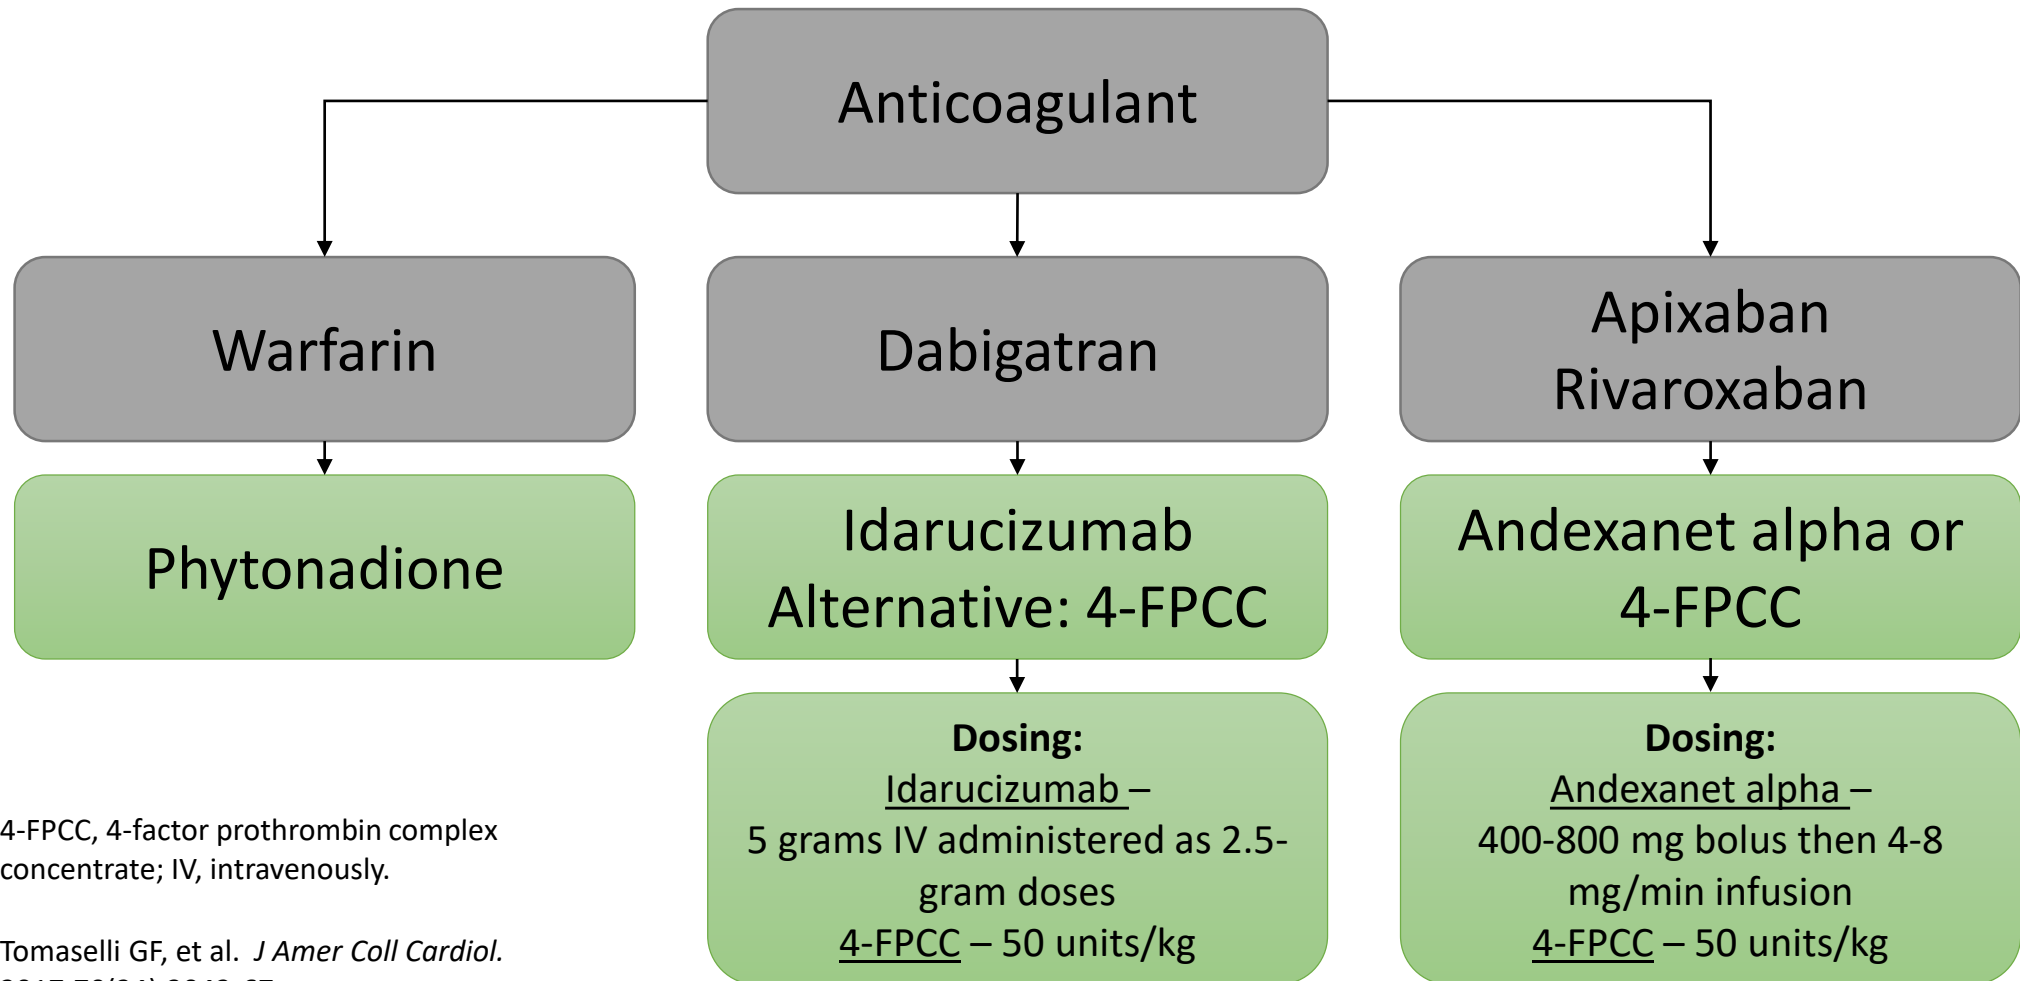 Anticoagulant
Warfarin
Dabigatran
Apixaban
Rivaroxaban
Phytonadione
Idarucizumab
Alternative: 4-FPCC
Andexanet alpha or
4-FPCC
Dosing:
Idarucizumab –
5 grams IV administered as 2.5-
gram doses
4-FPCC – 50 units/kg
Dosing:
Andexanet alpha –
400-800 mg bolus then 4-8
mg/min infusion
4-FPCC – 50 units/kg
4-FPCC, 4-factor prothrombin complex
concentrate; IV, intravenously.
Tomaselli GF, et al. J Amer Coll Cardiol.